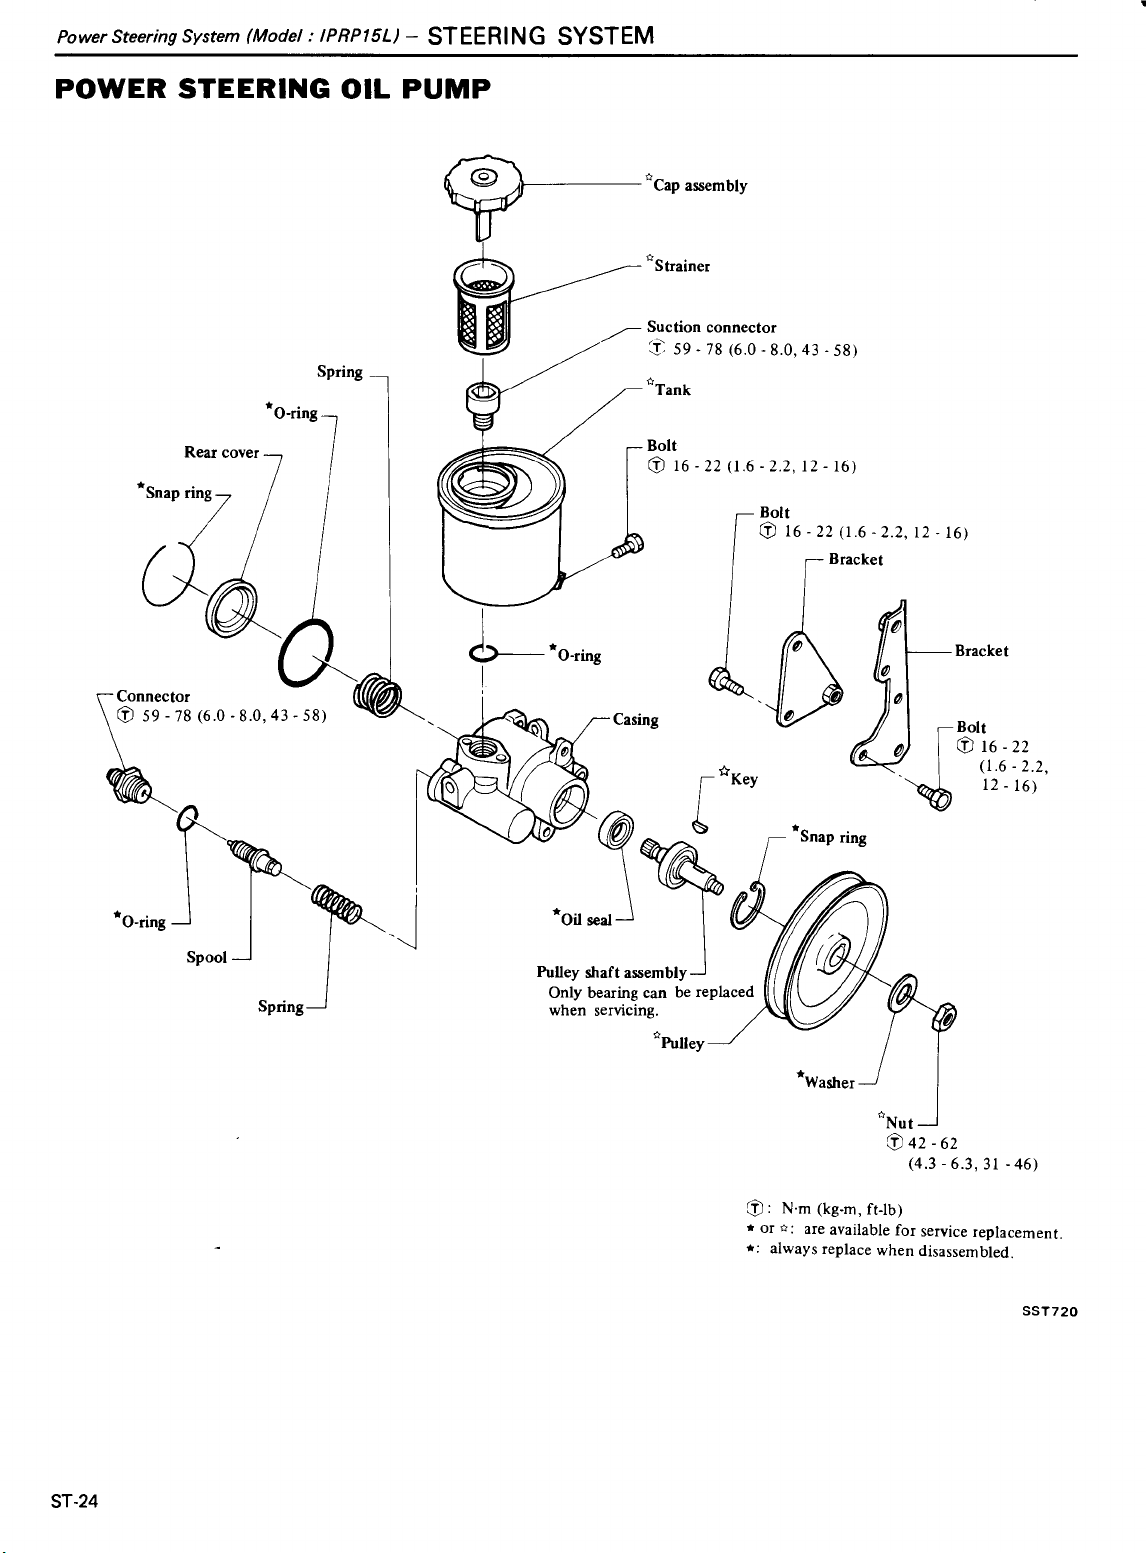 Power Steering System (Model : IPRP15L) – STEERING SYSTEM
POWER STEERING OIL PUMP
☆Cap assembly
☆Strainer
Suction connector
Ⓣ 59 - 78 (6.0 - 8.0, 43 - 58)
Spring
☆Tank
★O-ring
Rear cover
Bolt
Ⓣ 16 - 22 (1.6 - 2.2, 12 - 16)
★Snap ring
Bolt
Ⓣ 16 - 22 (1.6 - 2.2, 12 - 16)
Bracket
★O-ring
Bracket
Connector
Ⓣ 59 - 78 (6.0 - 8.0, 43 - 58)
Casing
Bolt
Ⓣ 16 - 22
(1.6 - 2.2,
12 - 16)
☆Key
★Snap ring
★O-ring
★Oil seal
Spool
Pulley shaft assembly
Only bearing can be replaced
when servicing.
Spring
☆Pulley
★Washer
☆Nut
Ⓣ 42 - 62
(4.3 - 6.3, 31 - 46)
Ⓣ : N·m (kg-m, ft-lb)
★ or ☆: are available for service replacement.
★: always replace when disassembled.
SST720
ST-24